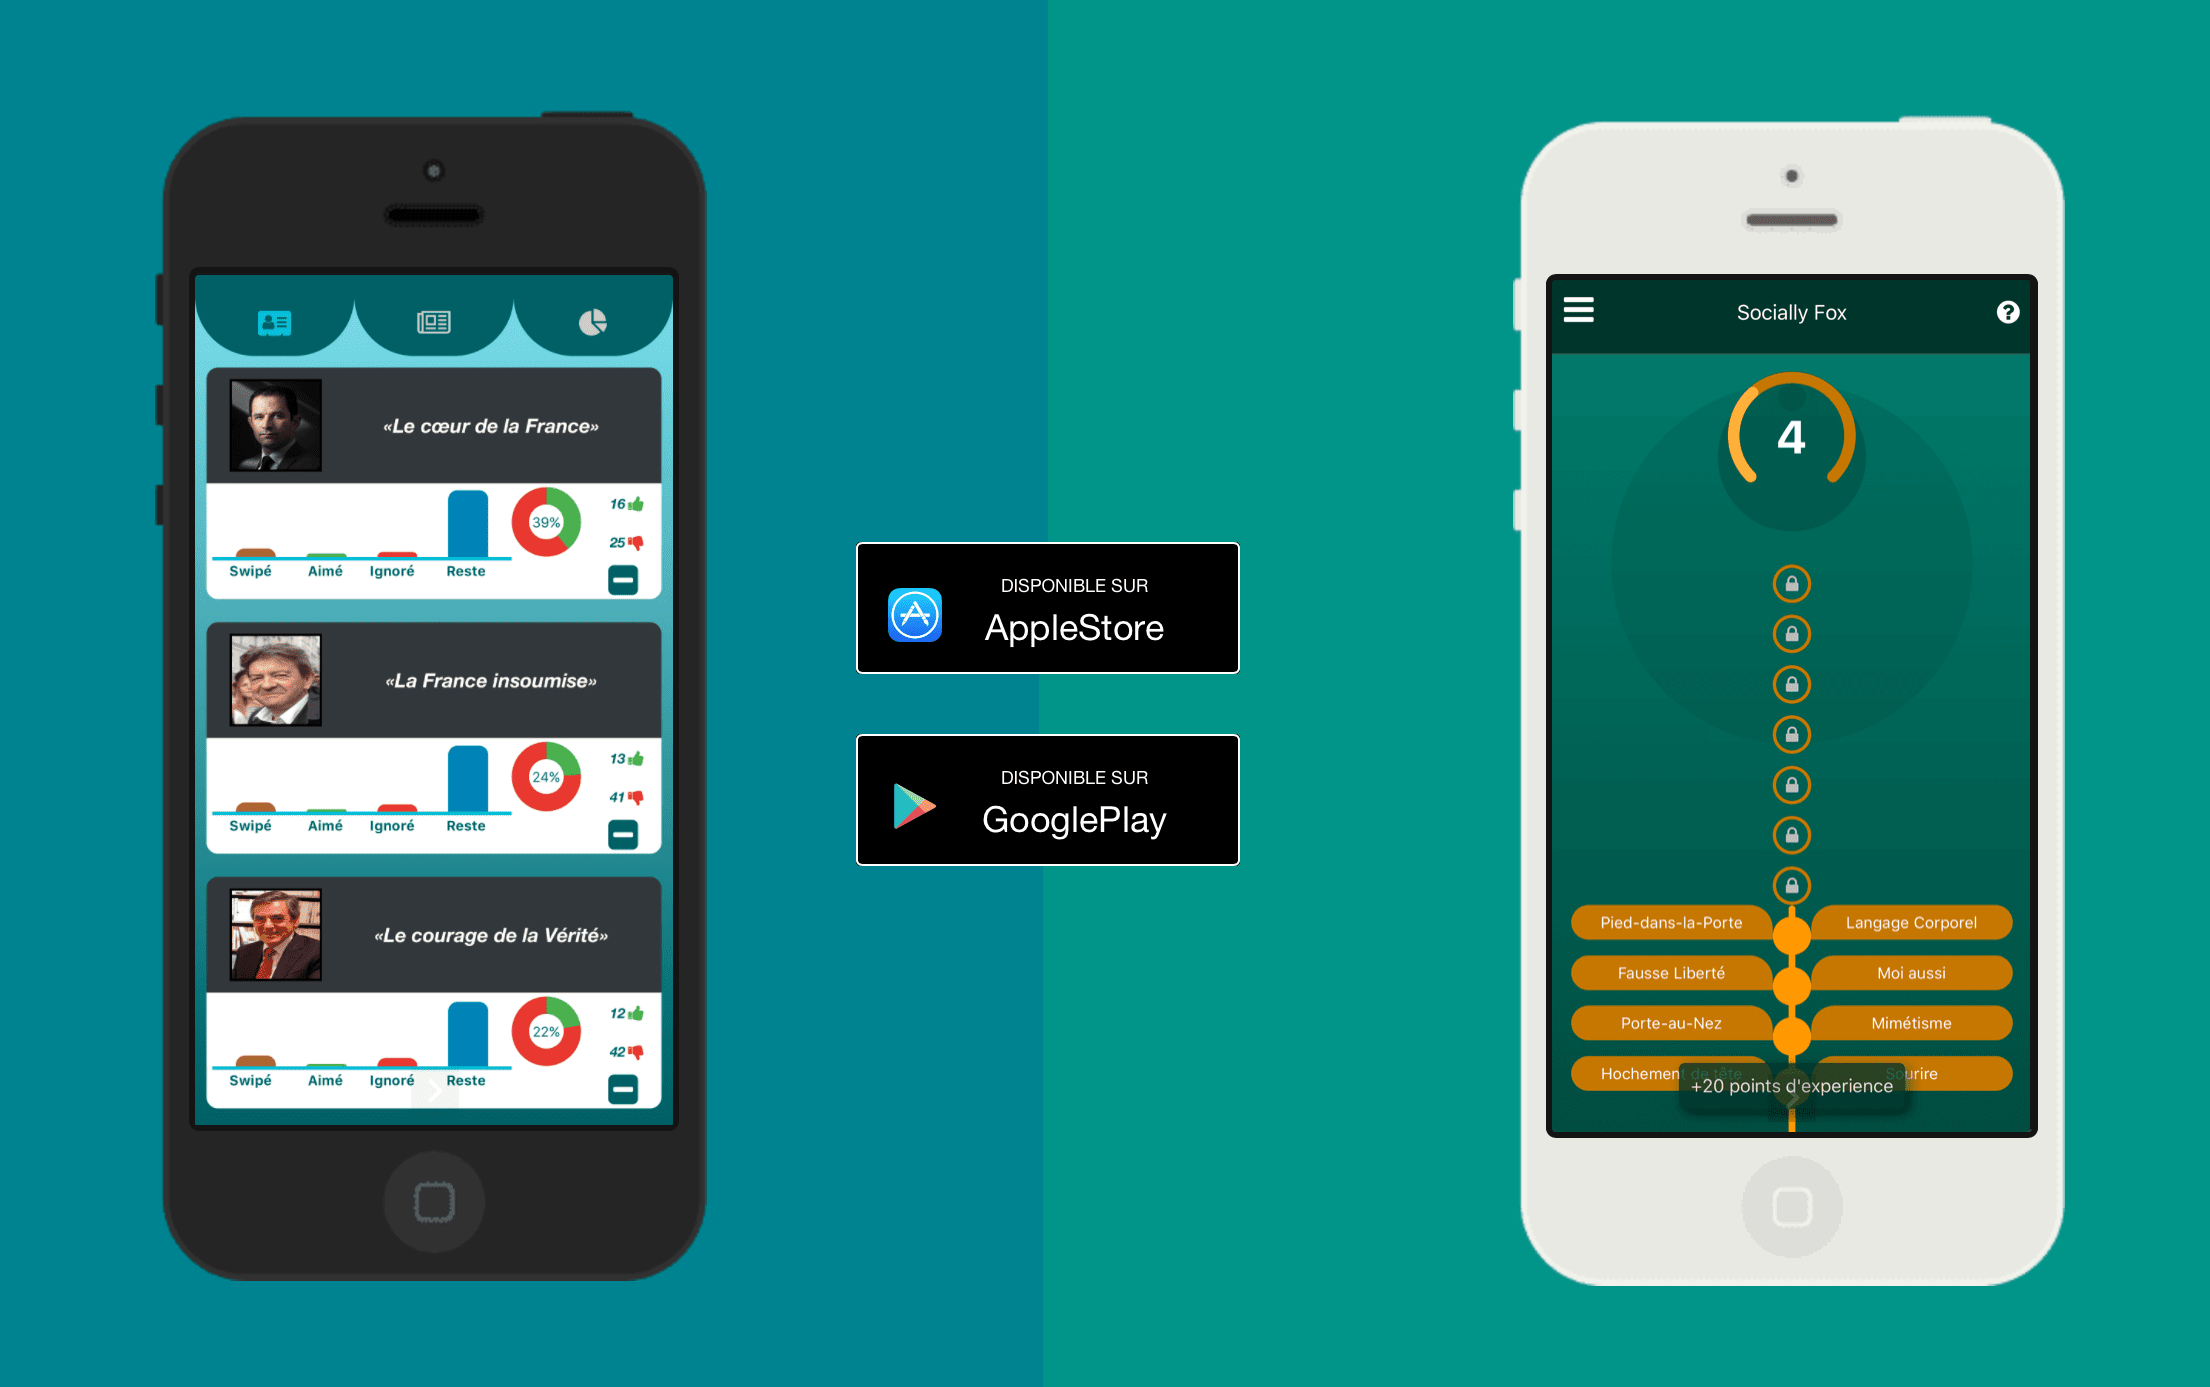 «Le cœur de la France»
39%
16
25
Swipé Aimé Ignoré Reste
«La France insoumise»
24%
13
41
Swipé Aimé Ignoré Reste
«Le courage de la Vérité»
22%
12
42
Swipé Aimé Ignoré Reste
DISPONIBLE SUR
AppleStore
DISPONIBLE SUR
GooglePlay
Socially Fox
?
4
Pied-dans-la-Porte Langage Corporel
Fausse Liberté Moi aussi
Porte-au-Nez Mimétisme
Hochement de tête Sourire
+20 points d'experience